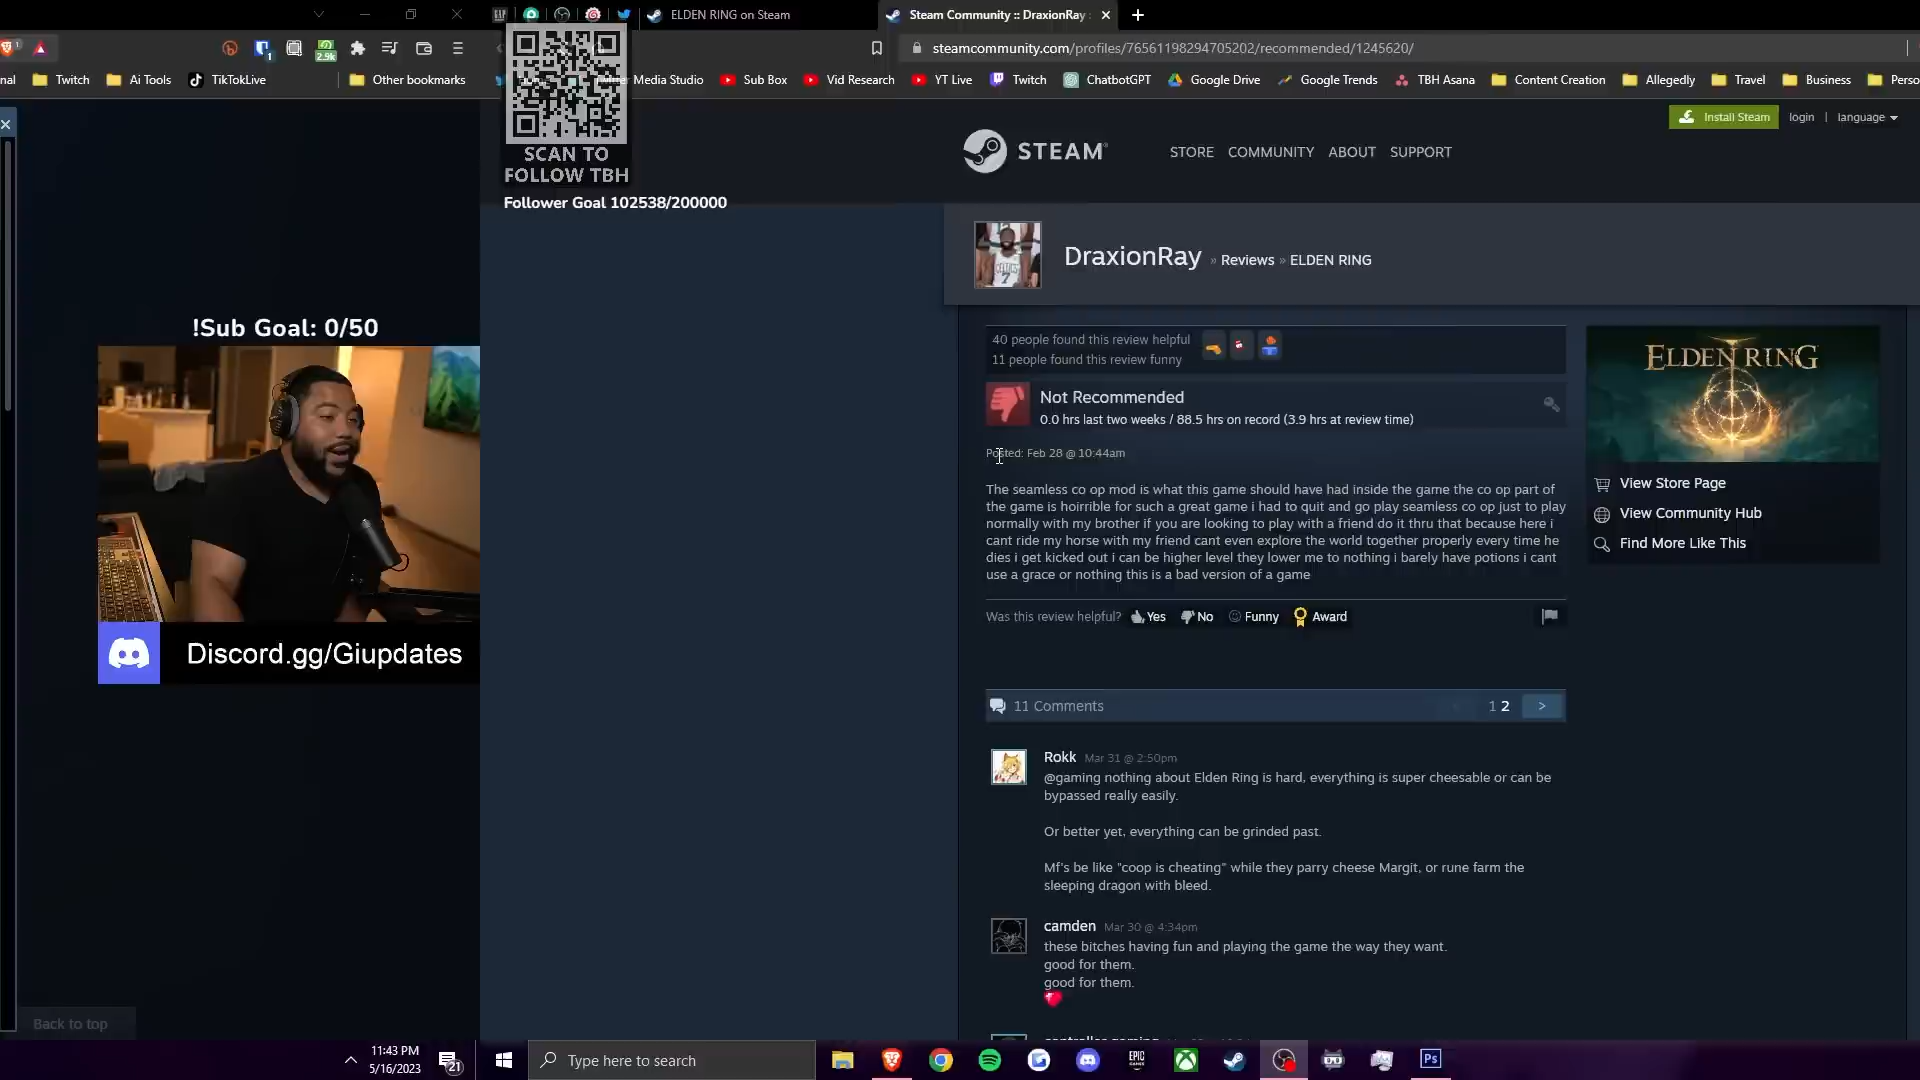 ELDEN RING on Steam
Steam Community :: DraxionRay
steamcommunity.com/profiles/76561198294705202/recommended/1245620/
2.9k
Twitch
Ai Tools
TikTokLive
Other bookmarks
Media Studio
Sub Box
Vid Research
YT Live
Twitch
ChatbotGPT
Google Drive
Google Trends
TBH Asana
Content Creation
Allegedly
Travel
Business
Perso
SCAN TO
FOLLOW TBH
Follower Goal 102538/200000
Install Steam
login | language
STEAM
STORE COMMUNITY ABOUT SUPPORT
DraxionRay » Reviews » ELDEN RING
!Sub Goal: 0/50
Discord.gg/Giupdates
40 people found this review helpful
11 people found this review funny
Not Recommended
0.0 hrs last two weeks / 88.5 hrs on record (3.9 hrs at review time)
Posted: Feb 28 @ 10:44am
The seamless co op mod is what this game should have had inside the game the co op part of
the game is hoirrible for such a great game i had to quit and go play seamless co op just to play
normally with my brother if you are looking to play with a friend do it thru that because here i
cant ride my horse with my friend cant even explore the world together properly every time he
dies i get kicked out i can be higher level they lower me to nothing i barely have potions i cant
use a grace or nothing this is a bad version of a game
Was this review helpful? Yes No Funny Award
ELDEN RING
View Store Page
View Community Hub
Find More Like This
11 Comments
1 2 >
Rokk Mar 31 @ 2:50pm
@gaming nothing about Elden Ring is hard, everything is super cheesable or can be
bypassed really easily.
Or better yet, everything can be grinded past.
Mf's be like "coop is cheating" while they parry cheese Margit, or rune farm the
sleeping dragon with bleed.
camden Mar 30 @ 4:34pm
these bitches having fun and playing the game the way they want.
good for them.
good for them.
Back to top
11:43 PM
5/16/2023
21
Type here to search
EPIC
Ps